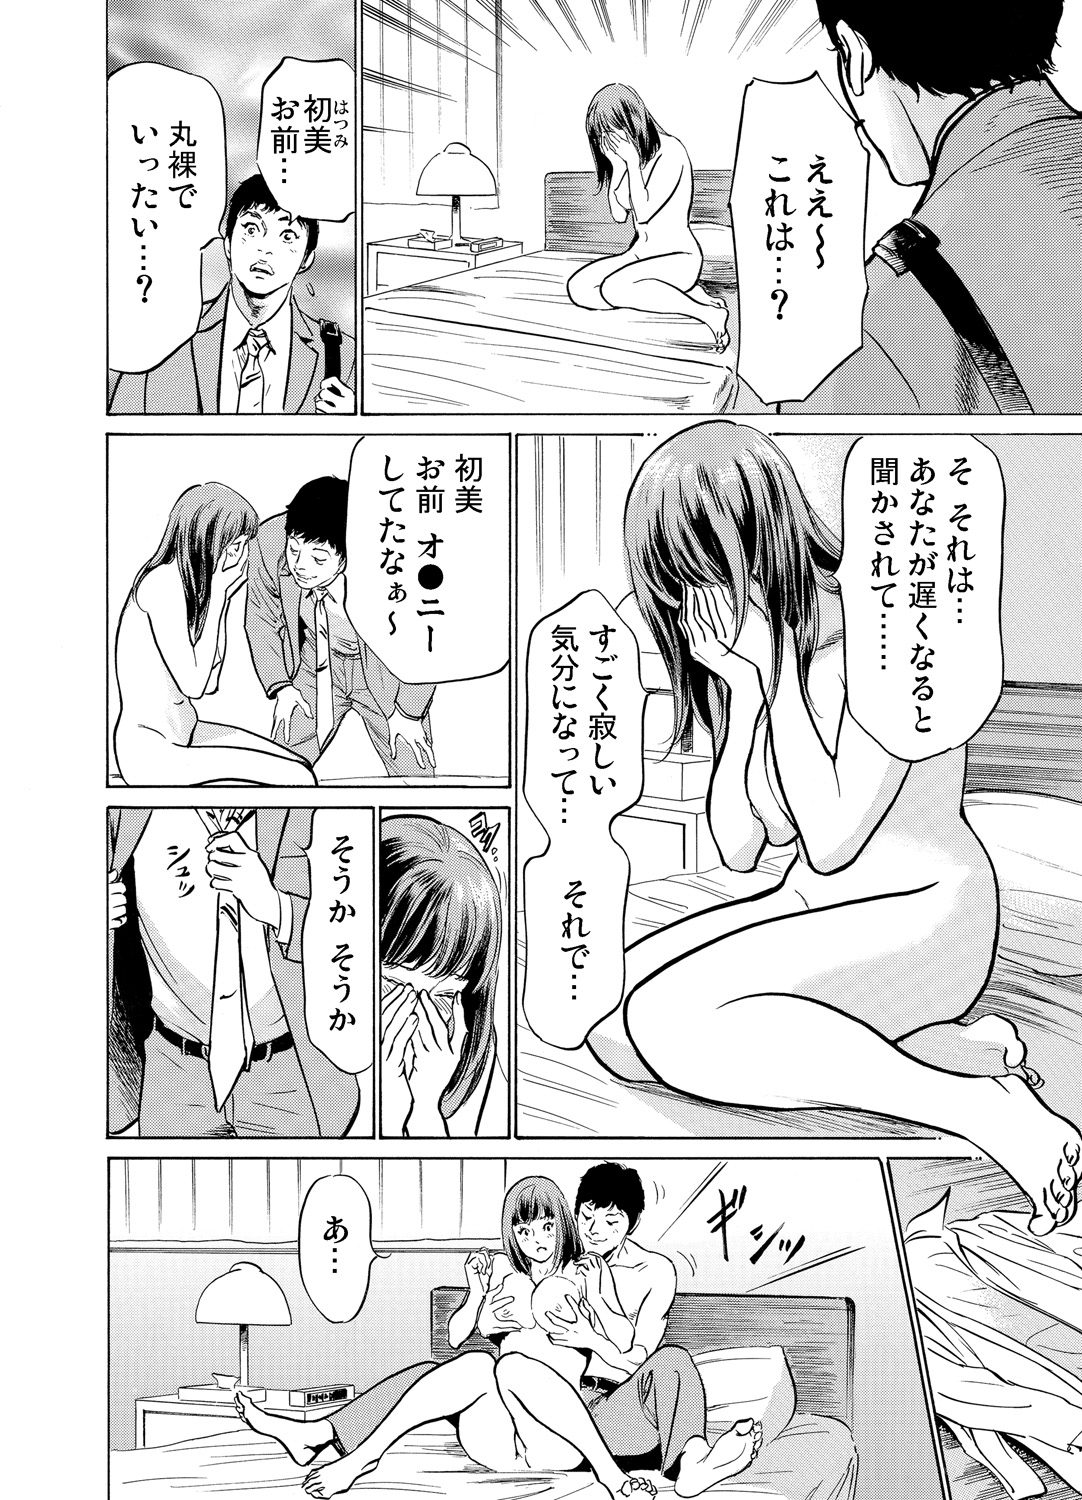 ええ〜
これは…?
初美
はつみ
お前…
丸裸で
いったい…?
そ それは…
あなたが遅くなると
聞かされて……
すごく寂しい
気分になって…
それで…
初美
お前 オ●ニー
してたなぁ〜
そうか そうか
シュッ
ギシッ
あ…